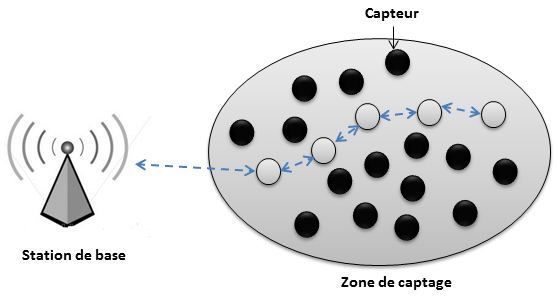 Capteur
Station de base
Zone de captage